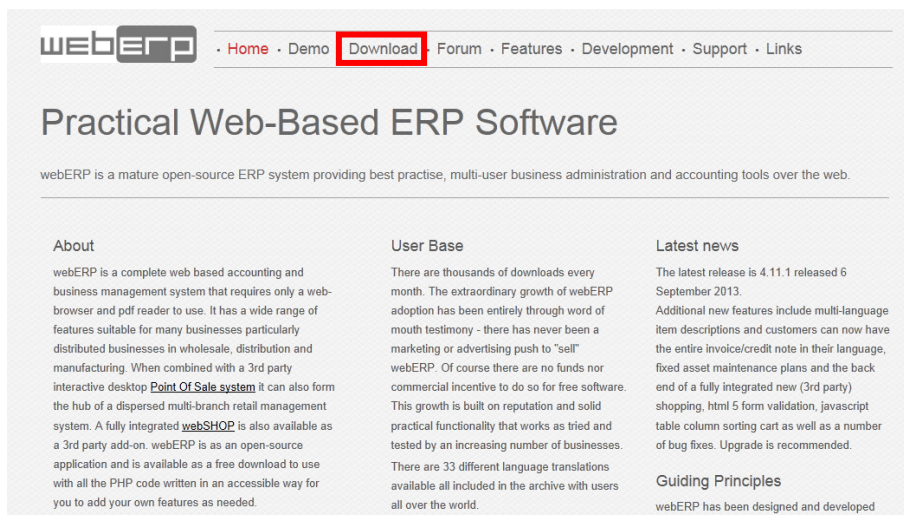 weberp
· Home · Demo · Download · Forum · Features · Development · Support · Links
Practical Web-Based ERP Software
webERP is a mature open-source ERP system providing best practise, multi-user business administration and accounting tools over the web.
About
webERP is a complete web based accounting and
business management system that requires only a web-
browser and pdf reader to use. It has a wide range of
features suitable for many businesses particularly
distributed businesses in wholesale, distribution and
manufacturing. When combined with a 3rd party
interactive desktop Point Of Sale system it can also form
the hub of a dispersed multi-branch retail management
system. A fully integrated webSHOP is also available as
a 3rd party add-on. webERP is as an open-source
application and is available as a free download to use
with all the PHP code written in an accessible way for
you to add your own features as needed.
User Base
There are thousands of downloads every
month. The extraordinary growth of webERP
adoption has been entirely through word of
mouth testimony - there has never been a
marketing or advertising push to "sell"
webERP. Of course there are no funds nor
commercial incentive to do so for free software.
This growth is built on reputation and solid
practical functionality that works as tried and
tested by an increasing number of businesses.
There are 33 different language translations
available all included in the archive with users
all over the world.
Latest news
The latest release is 4.11.1 released 6
September 2013.
Additional new features include multi-language
item descriptions and customers can now have
the entire invoice/credit note in their language,
fixed asset maintenance plans and the back
end of a fully integrated new (3rd party)
shopping, html 5 form validation, javascript
table column sorting cart as well as a number
of bug fixes. Upgrade is recommended.
Guiding Principles
webERP has been designed and developed